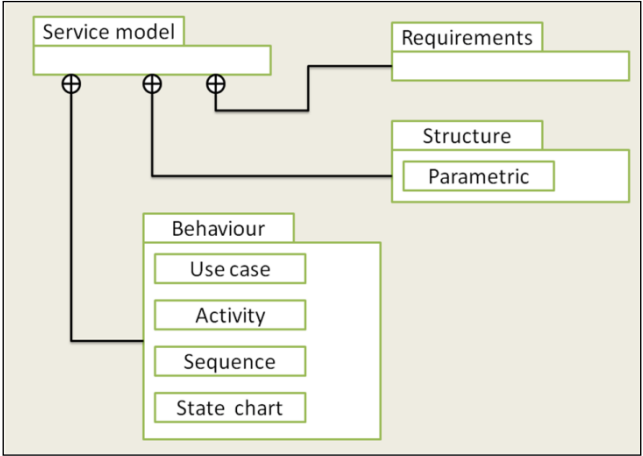 Service model
Requirements
Structure
Parametric
Behaviour
Use case
Activity
Sequence
State chart